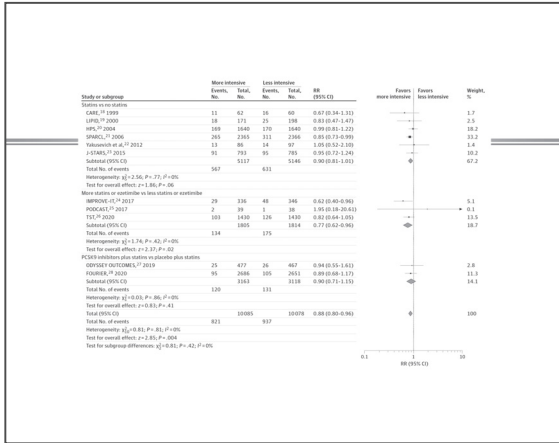 More intensive Less intensive
Study or subgroup Events, No. Total, No. Events, No. Total, No. RR (95% CI) Favors more intensive Favors less intensive Weight, %
Statins vs no statins
CARE,18 1999 11 62 16 60 0.67 (0.34-1.31) 1.7
LIPID,19 2000 18 171 25 198 0.83 (0.47-1.47) 2.5
HPS,20 2004 169 1640 170 1640 0.99 (0.81-1.22) 18.2
SPARCL,21 2006 265 2365 311 2366 0.85 (0.73-0.99) 33.2
Yakusevich et al,22 2012 13 86 14 97 1.05 (0.52-2.10) 1.4
J-STARS,23 2015 91 793 95 785 0.95 (0.72-1.24) 10.2
Subtotal (95% CI) 5117 5146 0.90 (0.81-1.01) 67.2
Total No. of events 567 631
Heterogeneity: χ²=2.56, P=.77; I²=0%
Test for overall effect: z=1.86, P=.06
More statins or ezetimibe vs less statins or ezetimibe
IMPROVE-IT,24 2017 29 336 48 346 0.62 (0.40-0.96) 5.1
PODCAST,25 2017 2 39 1 38 1.95 (0.18-20.61) 0.1
TST,26 2020 103 1430 126 1430 0.82 (0.64-1.05) 13.5
Subtotal (95% CI) 1805 1814 0.77 (0.62-0.96) 18.7
Total No. of events 134 175
Heterogeneity: χ²=1.74, P=.42; I²=0%
Test for overall effect: z=2.37, P=.02
PCSK9 inhibitors plus statins vs placebo plus statins
ODYSSEY OUTCOMES,27 2019 25 477 26 467 0.94 (0.55-1.61) 2.8
FOURIER,28 2020 95 2686 105 2651 0.89 (0.68-1.17) 11.3
Subtotal (95% CI) 3163 3118 0.90 (0.71-1.15) 14.1
Total No. of events 120 131
Heterogeneity: χ²=0.03; P=.86; I²=0%
Test for overall effect: z=0.83; P=.41
Total (95% CI) 10085 10078 0.88 (0.80-0.96) 100
Total No. of events 821 937
Heterogeneity: χ²=0.81; P=.81; I²=0%
Test for overall effect: z=2.85; P=.004
Test for subgroup differences: χ²=0.81; P=.42; I²=0%
0.1 1 10
RR (95% CI)